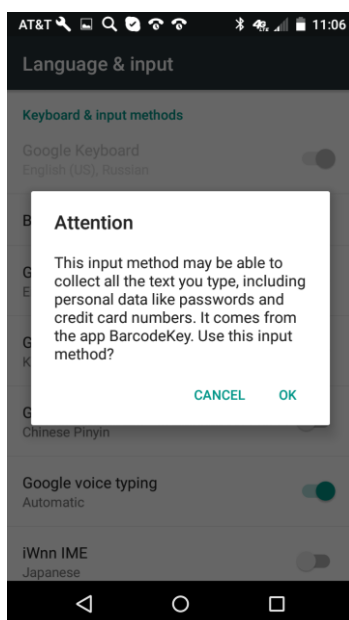 AT&T 11:06
Language & input
Keyboard & input methods
Google Keyboard
English (US), Russian
B
Attention
This input method may be able to
collect all the text you type, including
personal data like passwords and
credit card numbers. It comes from
the app BarcodeKey. Use this input
method?
G
E
G
K
CANCEL OK
G
Chinese Pinyin
Google voice typing
Automatic
iWnn IME
Japanese